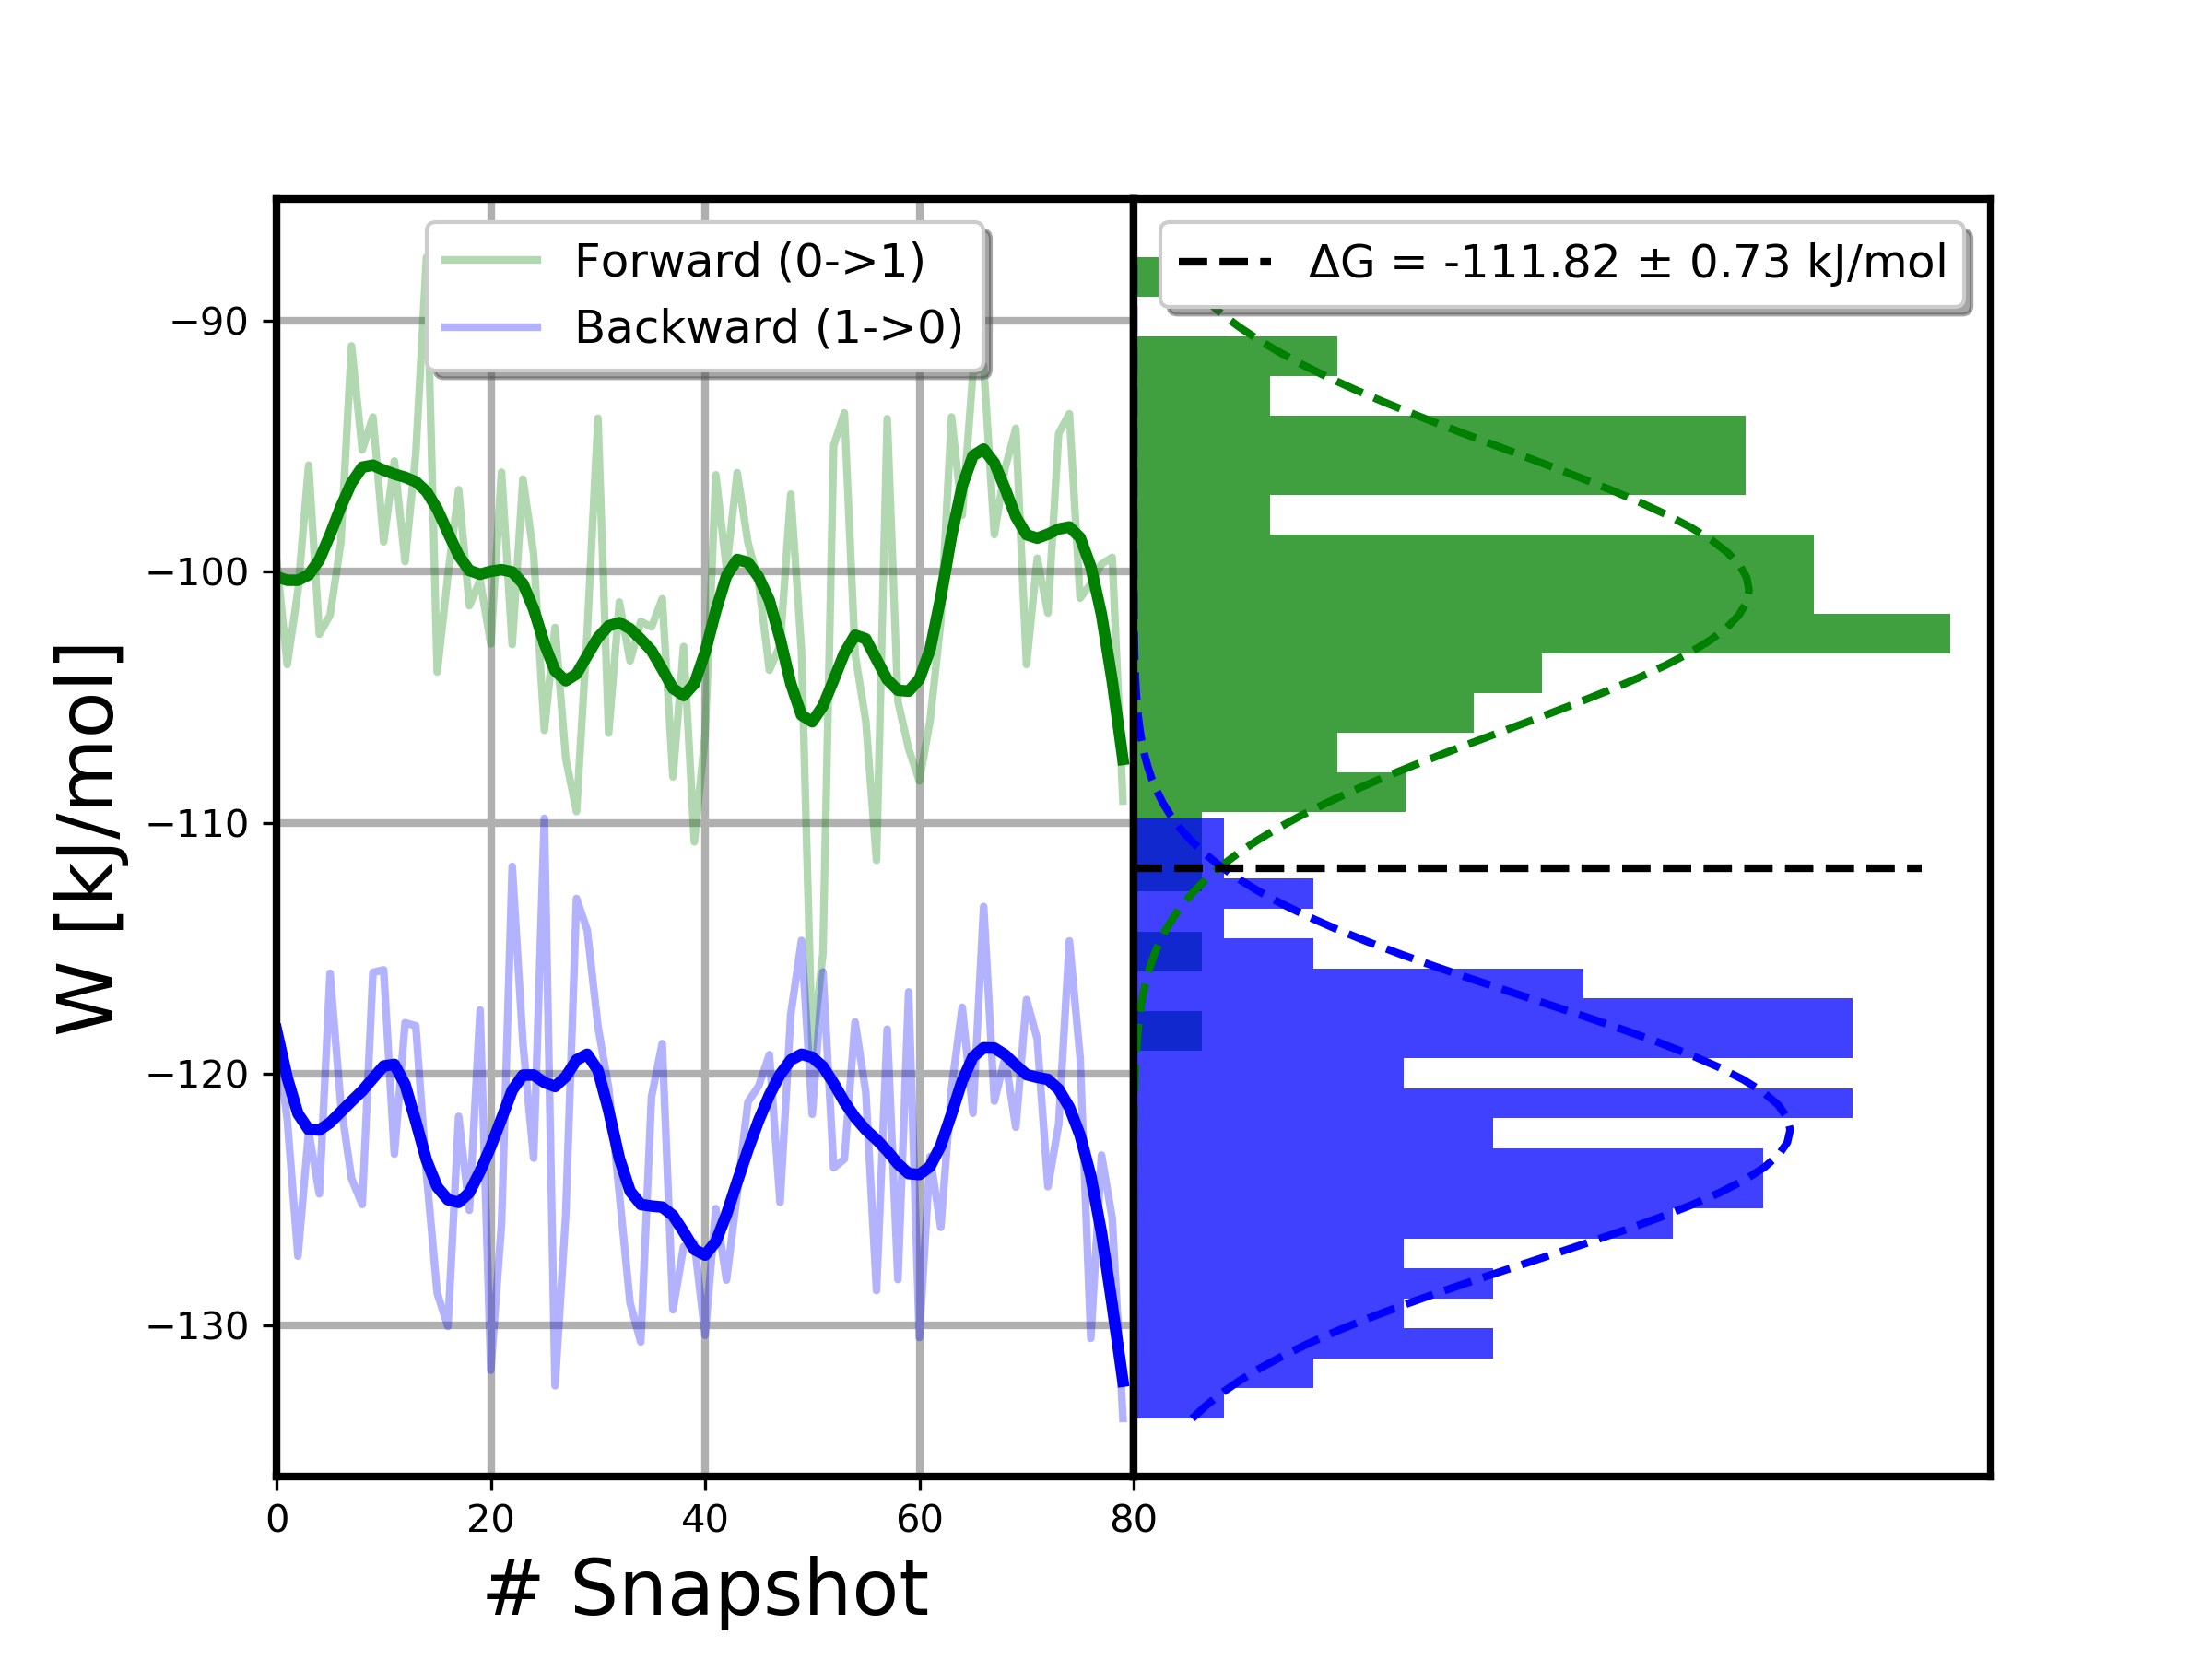 Forward (0->1)
Backward (1->0)
ΔG = -111.82 ± 0.73 kJ/mol
W [kJ/mol]
−90
−100
−110
−120
−130
0 20 40 60 80
# Snapshot